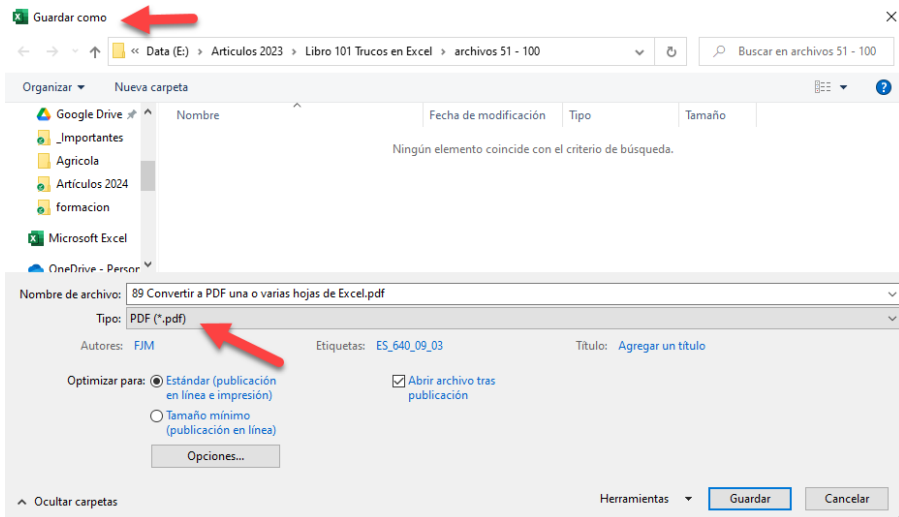 Guardar como
« Data (E:) > Articulos 2023 > Libro 101 Trucos en Excel > archivos 51 - 100
Buscar en archivos 51 - 100
Organizar Nueva carpeta
Google Drive
_Importantes
Agricola
Artículos 2024
formacion
Microsoft Excel
OneDrive - Person
Nombre Fecha de modificación Tipo Tamaño
Ningún elemento coincide con el criterio de búsqueda.
Nombre de archivo: 89 Convertir a PDF una o varias hojas de Excel.pdf
Tipo: PDF (*.pdf)
Autores: FJM Etiquetas: ES_640_09_03 Título: Agregar un título
Optimizar para: Estándar (publicación
en línea e impresión)
Tamaño mínimo
(publicación en línea)
Abrir archivo tras
publicación
Opciones...
Ocultar carpetas
Herramientas Guardar Cancelar